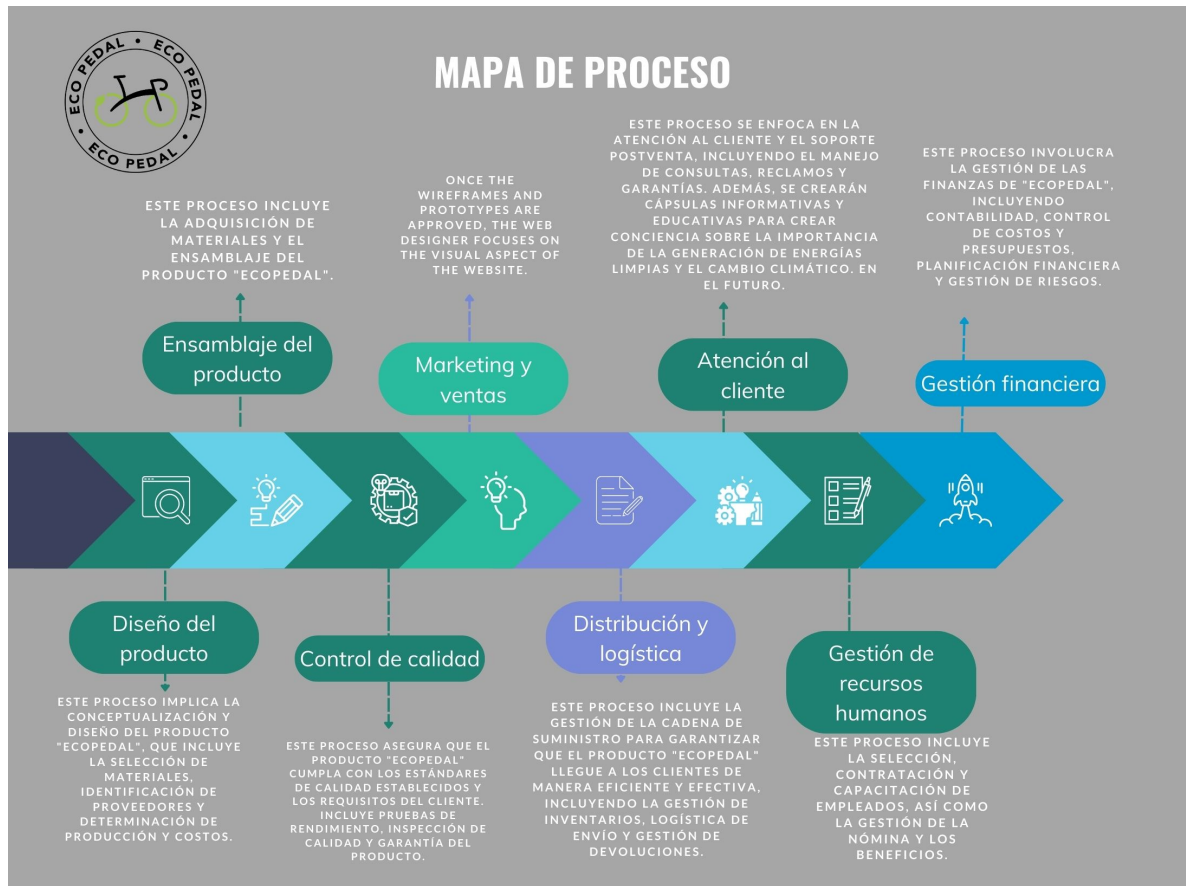 ECO PEDAL • ECO PEDAL • ECO PEDAL •
MAPA DE PROCESO
ESTE PROCESO INCLUYE
LA ADQUISICIÓN DE
MATERIALES Y EL
ENSAMBLAJE DEL
PRODUCTO "ECOPEDAL".
ONCE THE
WIREFRAMES AND
PROTOTYPES ARE
APPROVED, THE WEB
DESIGNER FOCUSES ON
THE VISUAL ASPECT OF
THE WEBSITE.
ESTE PROCESO SE ENFOCA EN LA
ATENCIÓN AL CLIENTE Y EL SOPORTE
POSTVENTA, INCLUYENDO EL MANEJO
DE CONSULTAS, RECLAMOS Y
GARANTÍAS. ADEMÁS, SE CREARÁN
CÁPSULAS INFORMATIVAS Y
EDUCATIVAS PARA CREAR
CONCIENCIA SOBRE LA IMPORTANCIA
DE LA GENERACIÓN DE ENERGÍAS
LIMPIAS Y EL CAMBIO CLIMÁTICO. EN
EL FUTURO.
ESTE PROCESO INVOLUCRA
LA GESTIÓN DE LAS
FINANZAS DE "ECOPEDAL",
INCLUYENDO
CONTABILIDAD, CONTROL
DE COSTOS Y
PRESUPUESTOS,
PLANIFICACIÓN FINANCIERA
Y GESTIÓN DE RIESGOS.
Ensamblaje del
producto
Marketing y
ventas
Atención al
cliente
Gestión financiera
Diseño del
producto
Control de calidad
Distribución y
logística
Gestión de
recursos
humanos
ESTE PROCESO IMPLICA LA
CONCEPTUALIZACIÓN Y
DISEÑO DEL PRODUCTO
"ECOPEDAL", QUE INCLUYE
LA SELECCIÓN DE
MATERIALES,
IDENTIFICACIÓN DE
PROVEEDORES Y
DETERMINACIÓN DE
PRODUCCIÓN Y COSTOS.
ESTE PROCESO ASEGURA QUE EL
PRODUCTO "ECOPEDAL"
CUMPLA CON LOS ESTÁNDARES
DE CALIDAD ESTABLECIDOS Y
LOS REQUISITOS DEL CLIENTE.
INCLUYE PRUEBAS DE
RENDIMIENTO, INSPECCIÓN DE
CALIDAD Y GARANTÍA DEL
PRODUCTO.
ESTE PROCESO INCLUYE LA
GESTIÓN DE LA CADENA DE
SUMINISTRO PARA GARANTIZAR
QUE EL PRODUCTO "ECOPEDAL"
LLEGUE A LOS CLIENTES DE
MANERA EFICIENTE Y EFECTIVA,
INCLUYENDO LA GESTIÓN DE
INVENTARIOS, LOGÍSTICA DE
ENVÍO Y GESTIÓN DE
DEVOLUCIONES.
ESTE PROCESO INCLUYE
LA SELECCIÓN,
CONTRATACIÓN Y
CAPACITACIÓN DE
EMPLEADOS, ASÍ COMO
LA GESTIÓN DE LA
NÓMINA Y LOS
BENEFICIOS.